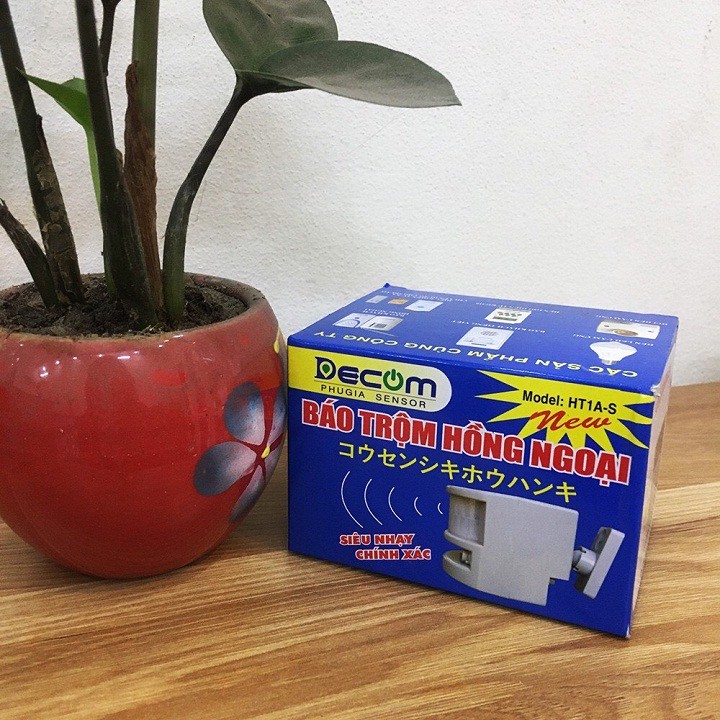 CÁC SẢN PHẨM CÙNG CÔNG TY
DECOM
PHUGIA SENSOR
Model: HT1A-S
New
BÁO TRỘM HỒNG NGOẠI
コウセンシキホウハンキ
SIÊU NHẠY
CHÍNH XÁC